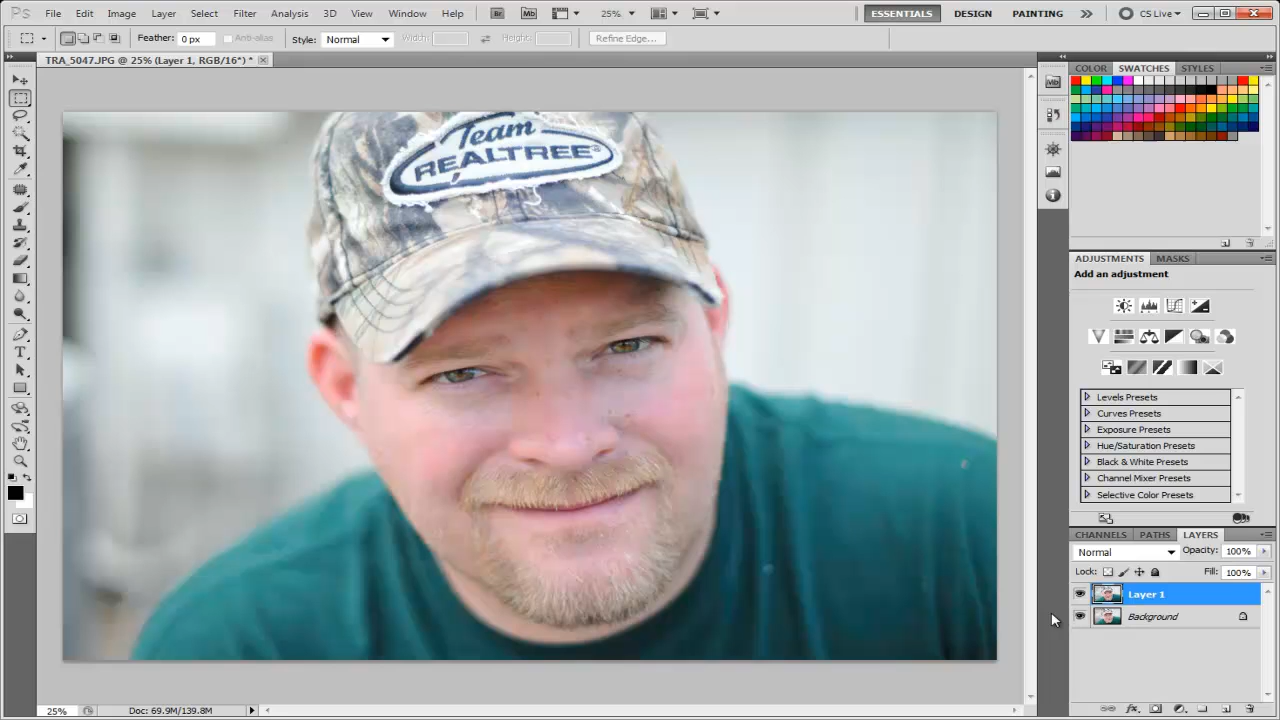 Ps File Edit Image Layer Select Filter Analysis 3D View Window Help Br Mb 25% ESSENTIALS DESIGN PAINTING CS Live
Feather: 0 px Anti-alias Style: Normal Width: Height: Refine Edge...
TRA_5047.JPG @ 25% (Layer 1, RGB/16*) *
Team
REALTREE®
COLOR SWATCHES STYLES
ADJUSTMENTS MASKS
Add an adjustment
Levels Presets
Curves Presets
Exposure Presets
Hue/Saturation Presets
Black & White Presets
Channel Mixer Presets
Selective Color Presets
CHANNELS PATHS LAYERS
Normal Opacity: 100%
Lock: Fill: 100%
Layer 1
Background
25% Doc: 69.9M/139.8M